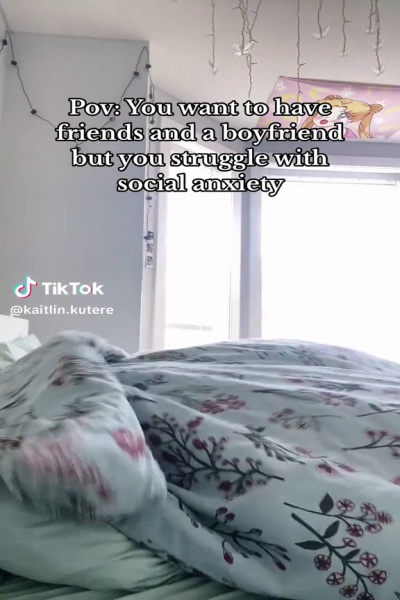 Pov: You want to have
friends and a boyfriend
but you struggle with
social anxiety
TikTok
@kaitlin.kutere